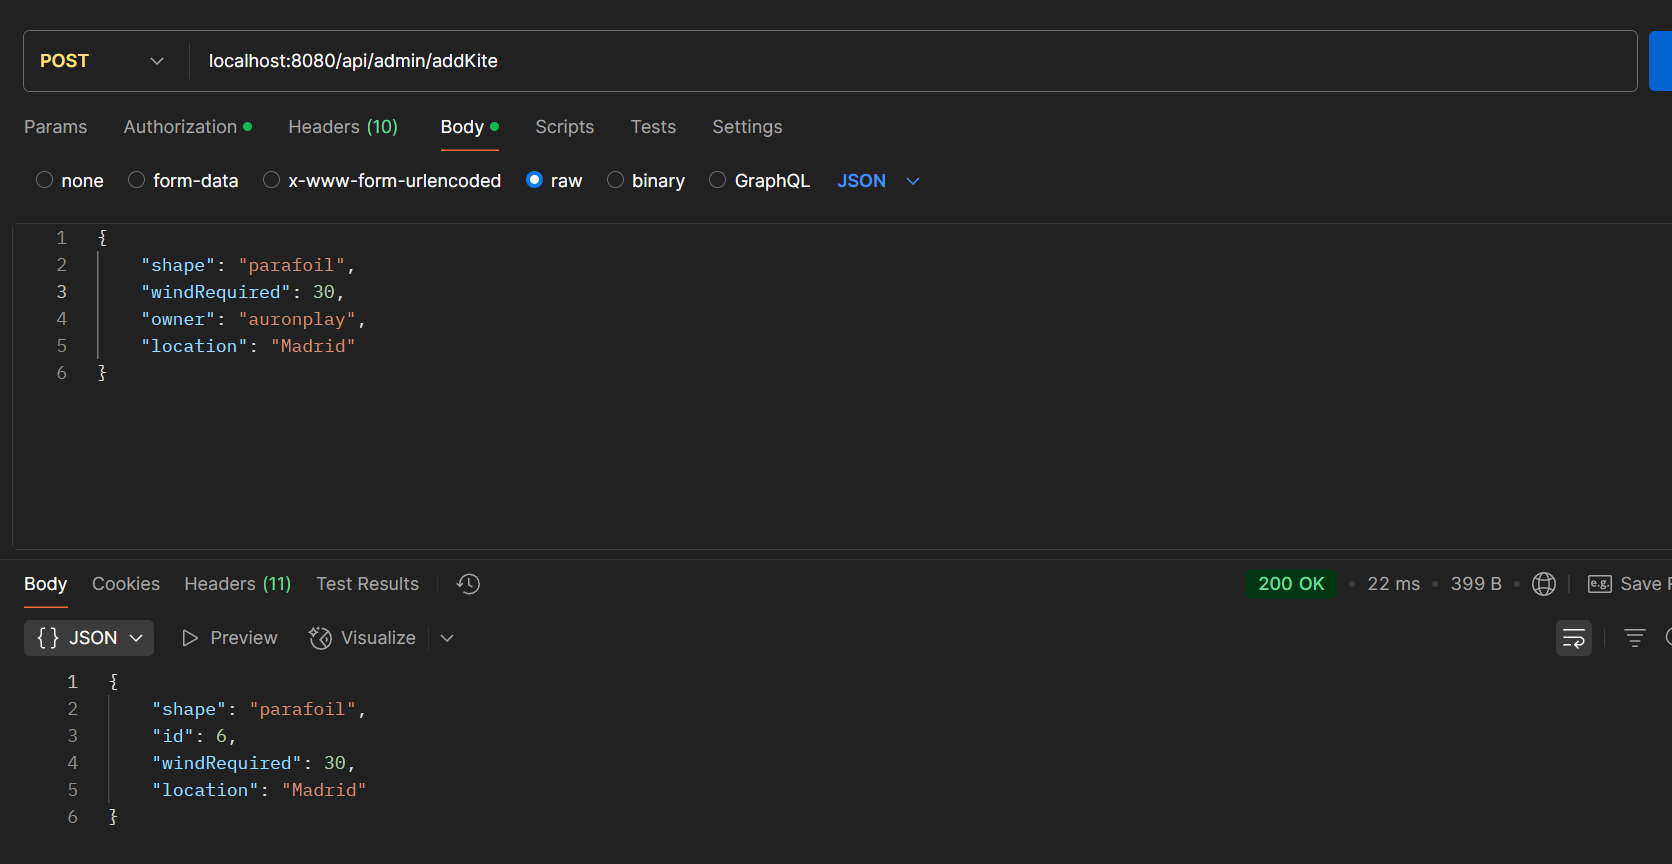 POST localhost:8080/api/admin/addKite
Params Authorization Headers (10) Body Scripts Tests Settings
none form-data x-www-form-urlencoded raw binary GraphQL JSON
1 {
2 "shape": "parafoil",
3 "windRequired": 30,
4 "owner": "auronplay",
5 "location": "Madrid"
6 }
Body Cookies Headers (11) Test Results 200 OK • 22 ms • 399 B • e.g. Save
{} JSON Preview Visualize
1 {
2 "shape": "parafoil",
3 "id": 6,
4 "windRequired": 30,
5 "location": "Madrid"
6 }